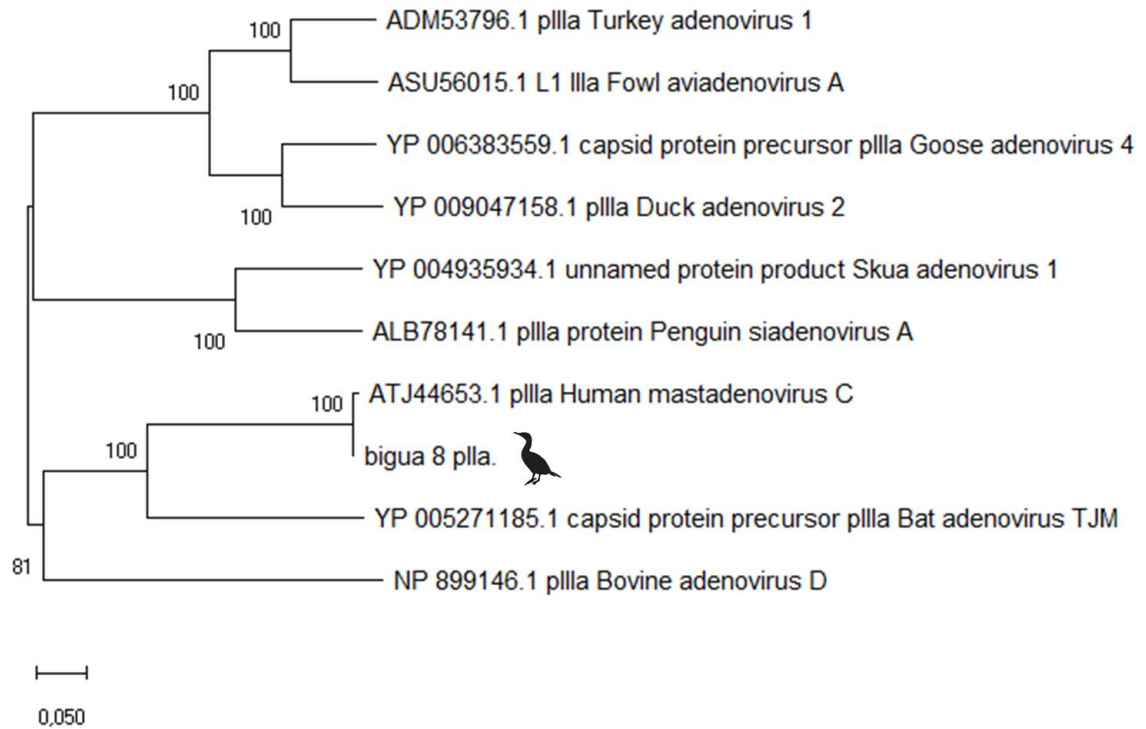 100
ADM53796.1 pIIIa Turkey adenovirus 1
100
ASU56015.1 L1 IIIa Fowl aviadenovirus A
YP 006383559.1 capsid protein precursor pIIIa Goose adenovirus 4
100
YP 009047158.1 pIIIa Duck adenovirus 2
YP 004935934.1 unnamed protein product Skua adenovirus 1
100
ALB78141.1 pIIIa protein Penguin siadenovirus A
100
ATJ44653.1 pIIIa Human mastadenovirus C
100
bigua 8 pIIa.
YP 005271185.1 capsid protein precursor pIIIa Bat adenovirus TJM
81
NP 899146.1 pIIIa Bovine adenovirus D
0,050